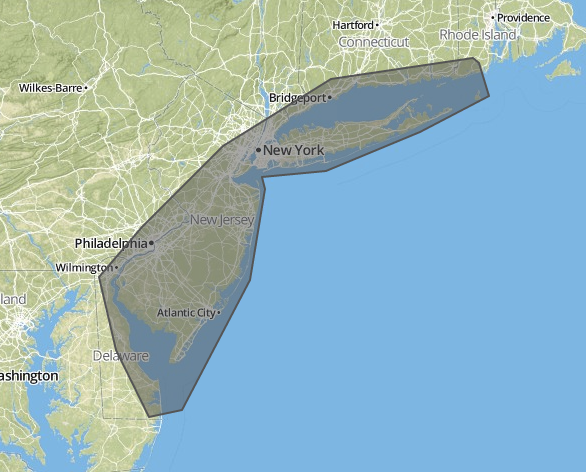 Providence
Hartford
Rhode Island
Connecticut
Wilkes-Barre
Bridgeport
New York
New Jersey
Philadelphia
Wilmington
land
Atlantic City
Delaware
ashington